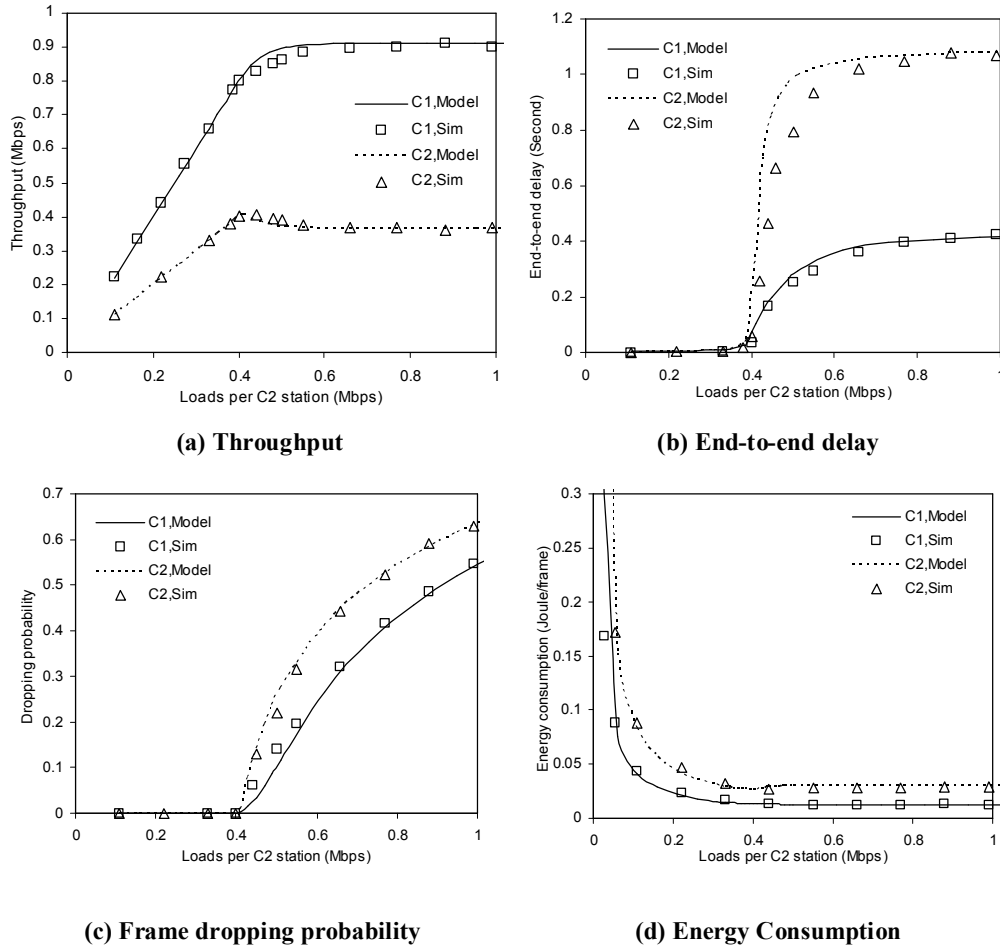 1
0.9
0.8
0.7
0.6
0.5
0.4
0.3
0.2
0.1
0
Throughput (Mbps)
C1,Model
C1,Sim
C2,Model
C2,Sim
0 0.2 0.4 0.6 0.8 1
Loads per C2 station (Mbps)
(a) Throughput
1.2
1
0.8
0.6
0.4
0.2
0
End-to-end delay (Second)
C1,Model
C1,Sim
C2,Model
C2,Sim
0 0.2 0.4 0.6 0.8 1
Loads per C2 station (Mbps)
(b) End-to-end delay
0.7
0.6
0.5
0.4
0.3
0.2
0.1
0
Dropping probability
C1,Model
C1,Sim
C2,Model
C2,Sim
0 0.2 0.4 0.6 0.8 1
Loads per C2 station (Mbps)
(c) Frame dropping probability
0.3
0.25
0.2
0.15
0.1
0.05
0
Energy consumption (Joule/frame)
C1,Model
C1,Sim
C2,Model
C2,Sim
0 0.2 0.4 0.6 0.8 1
Loads per C2 station (Mbps)
(d) Energy Consumption